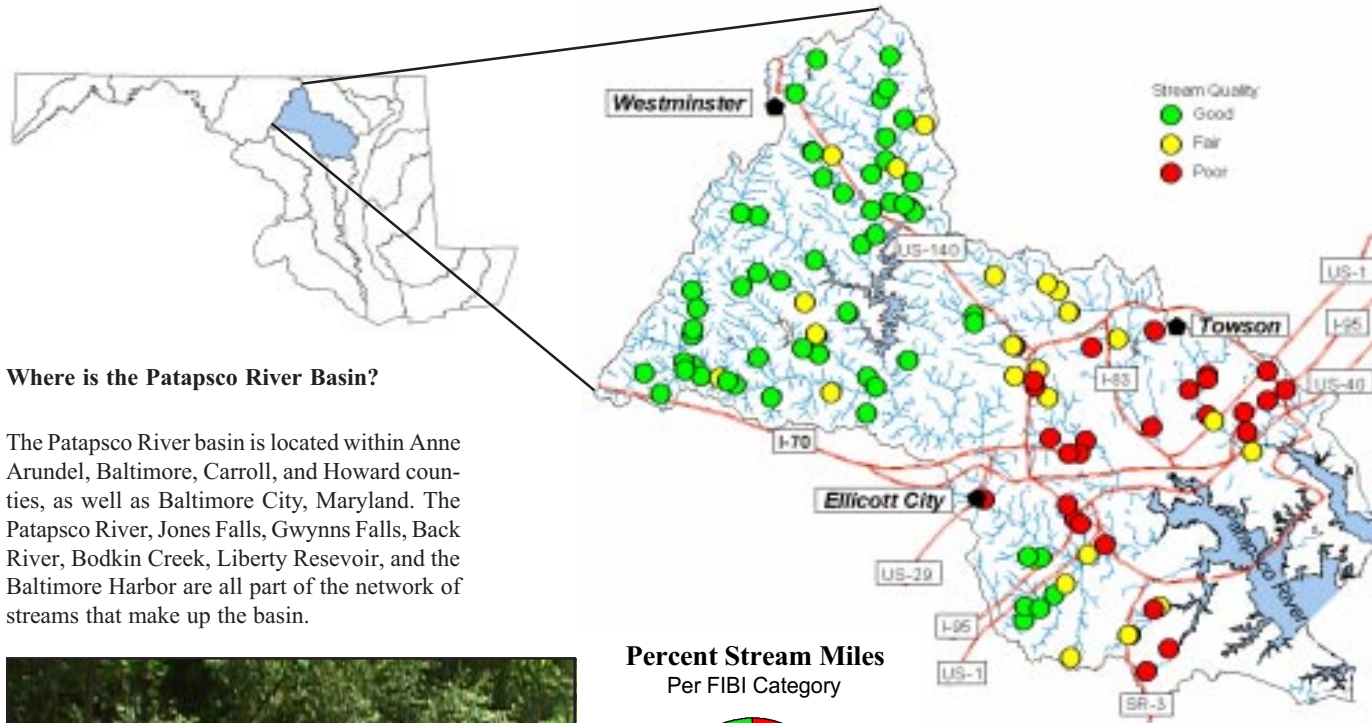 Westminster
Stream Quality
Good
Fair
Poor
US-140
US-1
I-95
Towson
I-83
US-40
Where is the Patapsco River Basin?
The Patapsco River basin is located within Anne
Arundel, Baltimore, Carroll, and Howard coun-
ties, as well as Baltimore City, Maryland. The
Patapsco River, Jones Falls, Gwynns Falls, Back
River, Bodkin Creek, Liberty Resevoir, and the
Baltimore Harbor are all part of the network of
streams that make up the basin.
I-70
Ellicott City
Patapsco River
US-29
I-95
US-1
SR-3
Percent Stream Miles
Per FIBI Category